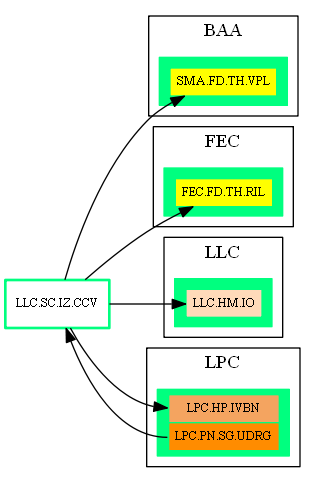 BAA
SMA.FD.TH.VPL
FEC
FEC.FD.TH.RIL
LLC
LLC.SC.IZ.CCV
LLC.HM.IO
LPC
LPC.HP.IVBN
LPC.PN.SG.UDRG